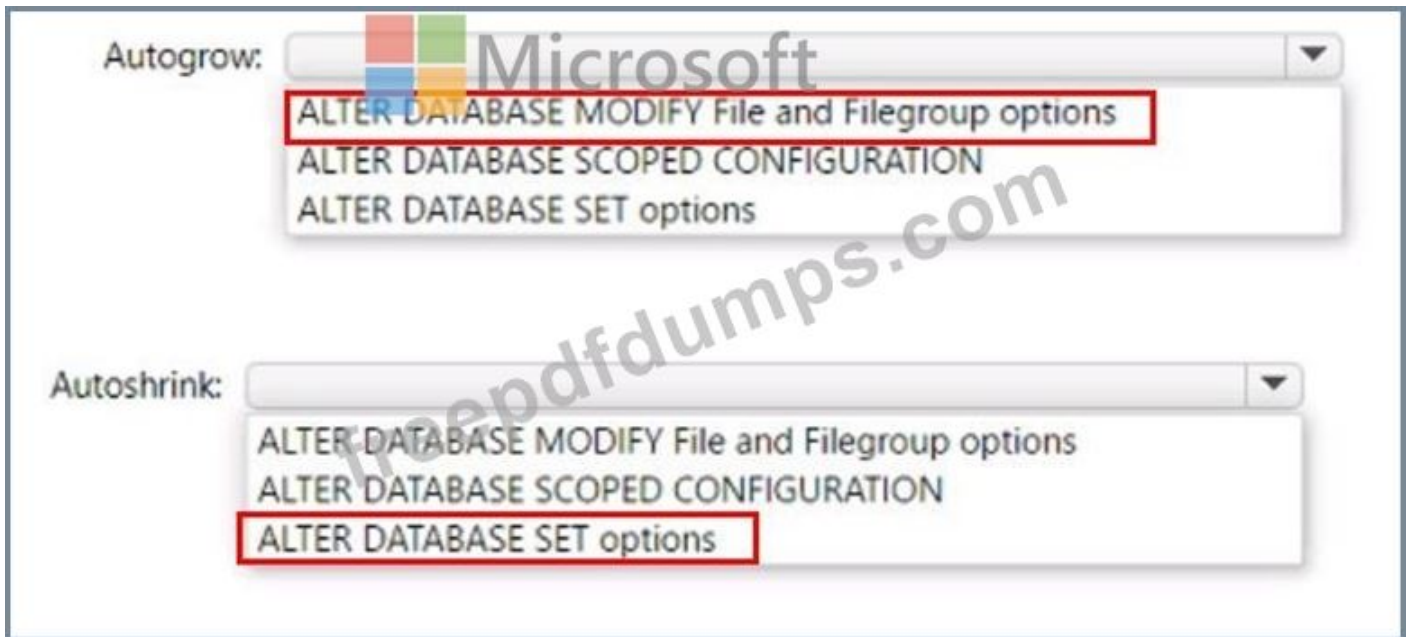 Microsoft
Autogrow:
ALTER DATABASE MODIFY File and Filegroup options
ALTER DATABASE SCOPED CONFIGURATION
ALTER DATABASE SET options
freepdfdumps.com
Autoshrink:
ALTER DATABASE MODIFY File and Filegroup options
ALTER DATABASE SCOPED CONFIGURATION
ALTER DATABASE SET options